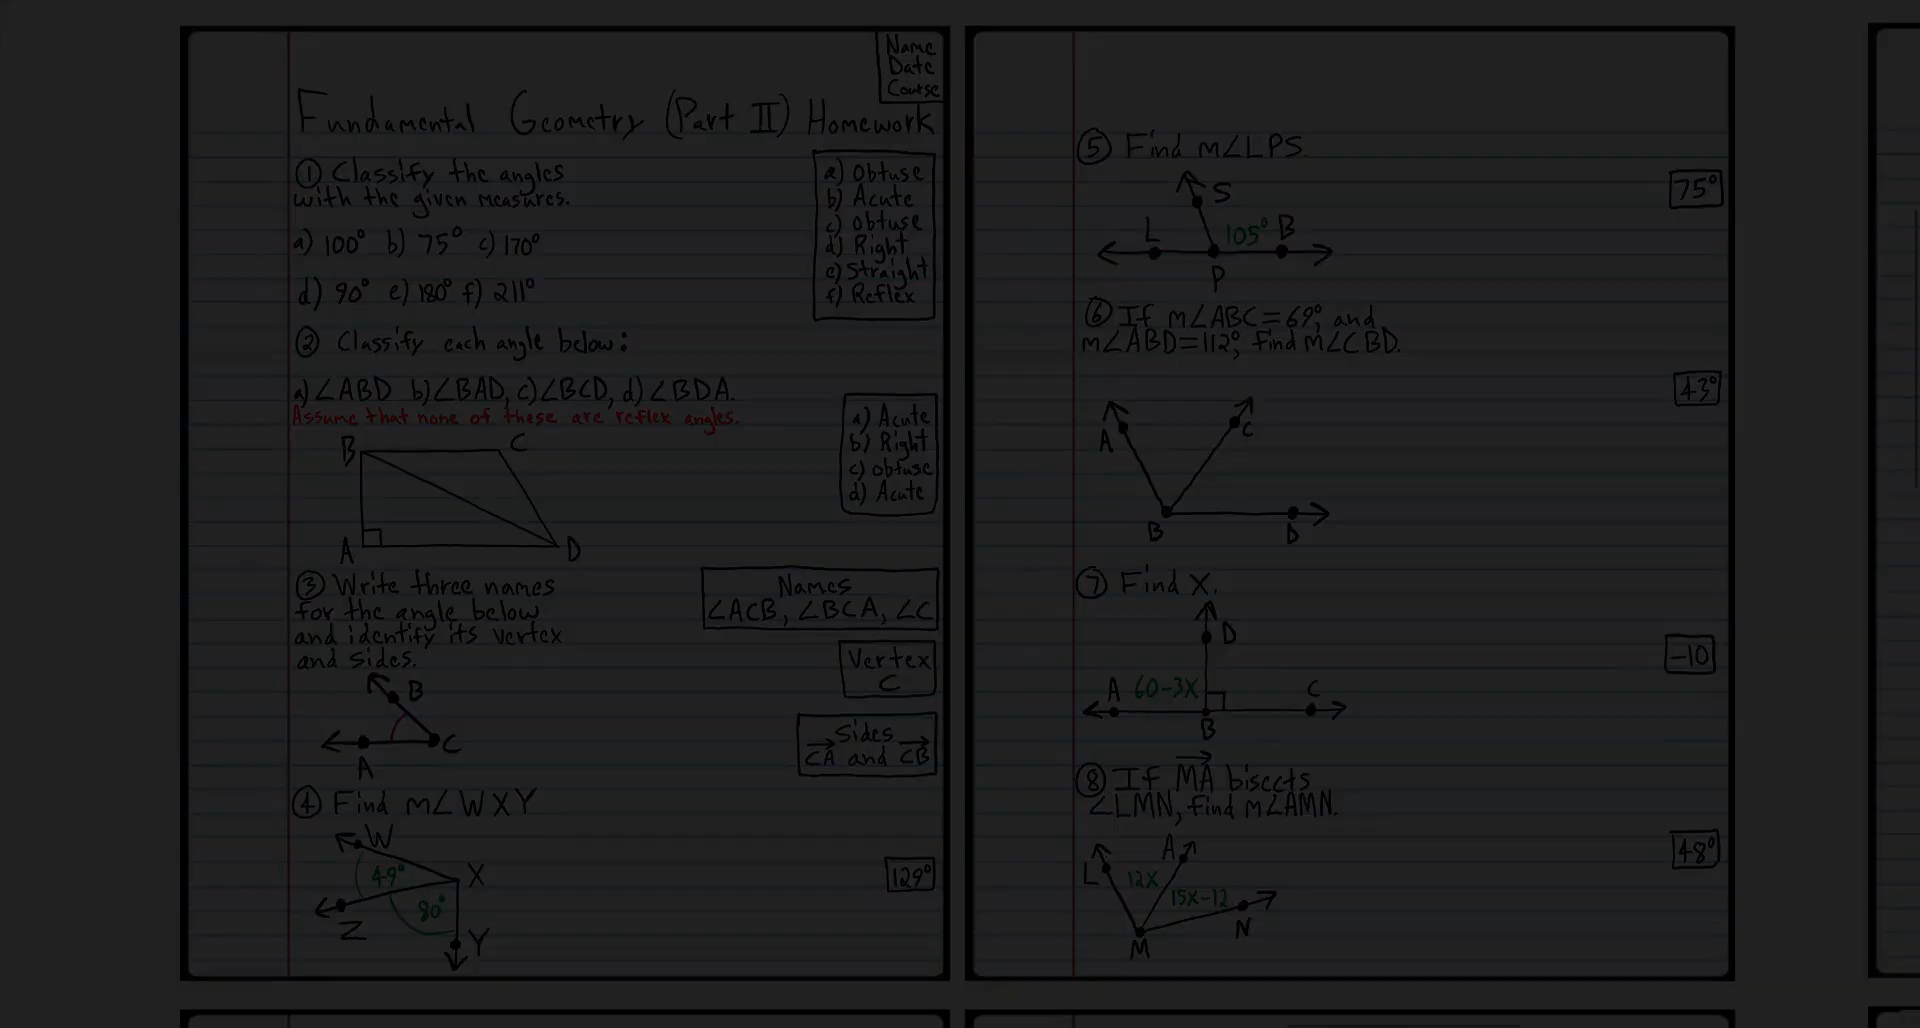 Name
Date
Course
Fundamental Geometry (Part II) Homework
① Classify the angles
with the given measures.
a) 100° b) 75° c) 170°
d) 90° e) 180° f) 211°
a) Obtuse
b) Acute
c) Obtuse
d) Right
e) Straight
f) Reflex
② Classify each angle below:
a) ∠ABD b) ∠BAD, c) ∠BCD, d) ∠BDA.
Assume that none of these are reflex angles.
B C
A D
a) Acute
b) Right
c) Obtuse
d) Acute
③ Write three names
for the angle below
and identify its vertex
and sides.
B
C
A
Names
∠ACB, ∠BCA, ∠C
Vertex
C
Sides
CA and CB
④ Find m∠WXY
W
49° X
80°
Z
Y
129°
⑤ Find m∠LPS.
S
L 105° B
P
75°
⑥ If m∠ABC=69°, and
m∠ABD=112°, find m∠CBD.
A C
B D
43°
⑦ Find X.
D
A 60-3X C
B
-10
⑧ If MA bisects
∠LMN, find m∠AMN.
A
L 12X
15X-12
N
M
48°